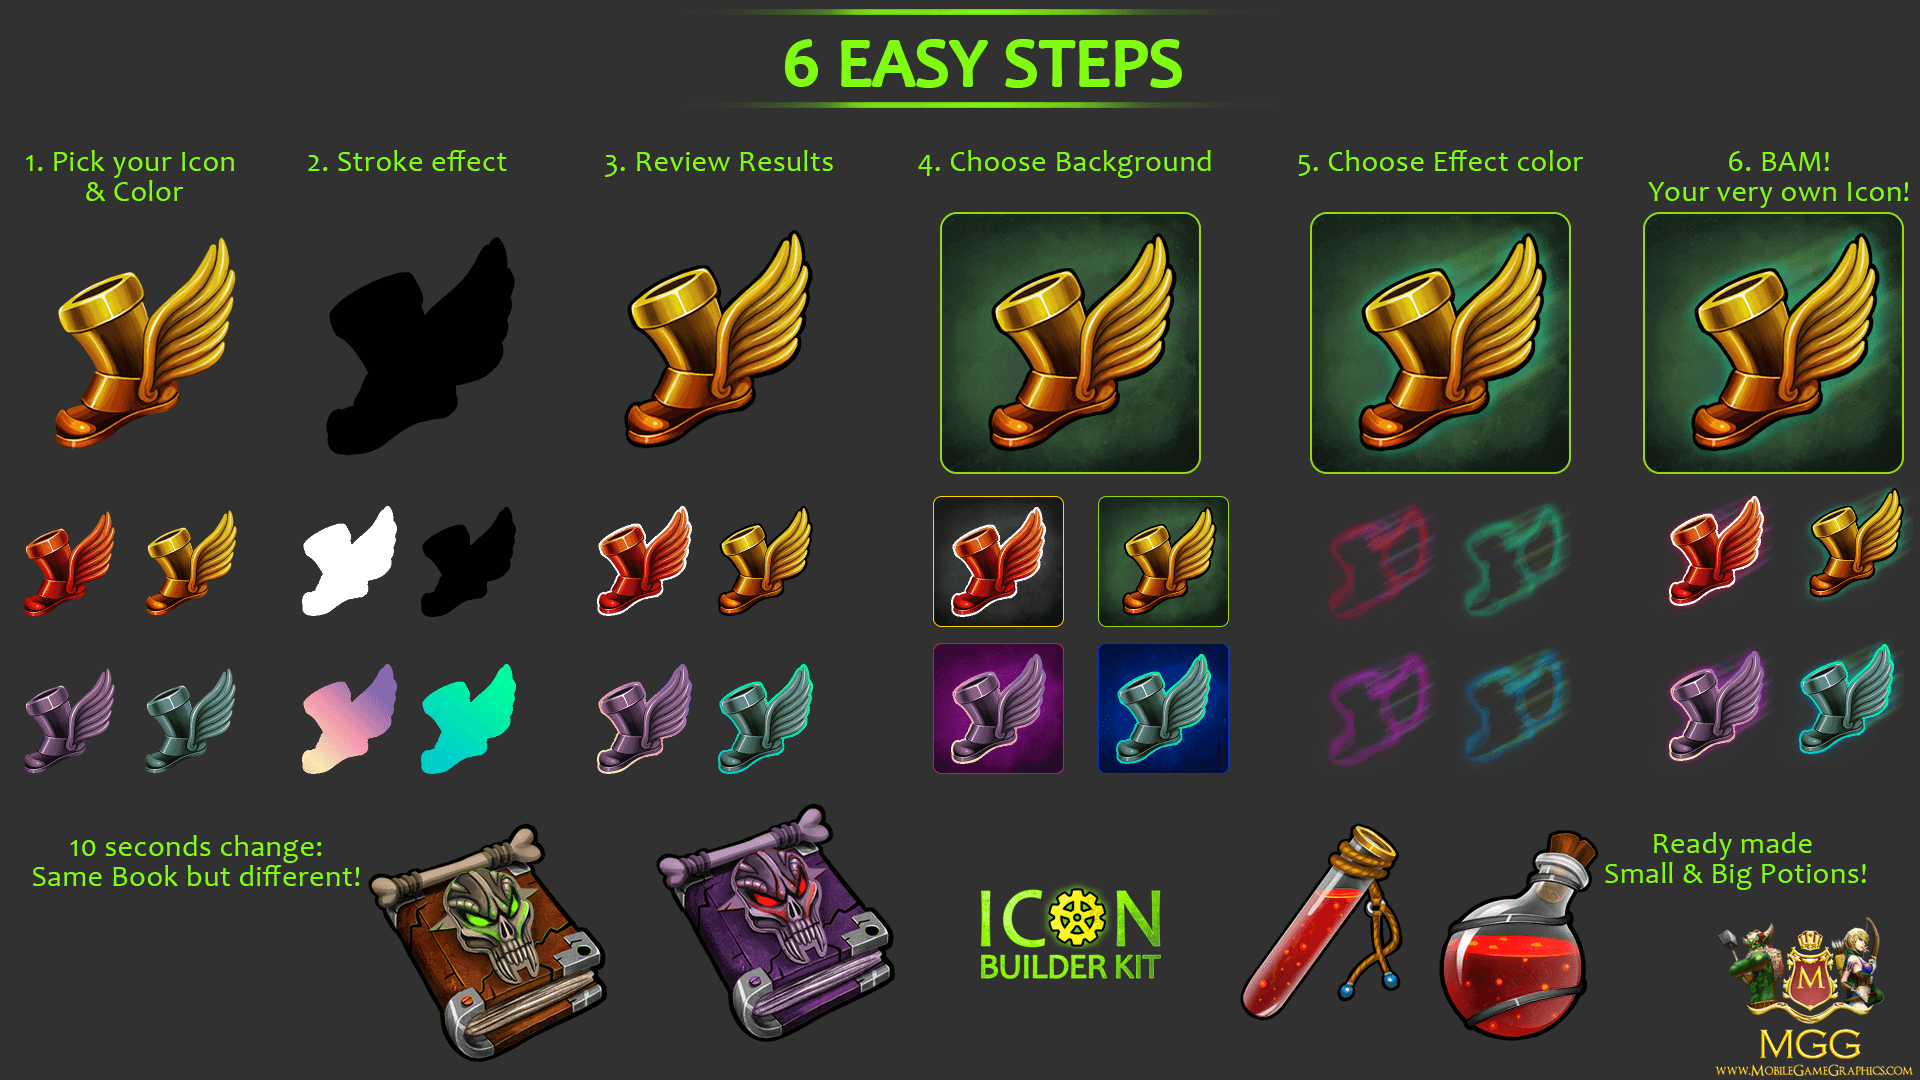 6 EASY STEPS
1. Pick your Icon
& Color
2. Stroke effect
3. Review Results
4. Choose Background
5. Choose Effect color
6. BAM!
Your very own Icon!
10 seconds change:
Same Book but different!
ICON
BUILDER KIT
Ready made
Small & Big Potions!
M
MGG
www.MobileGameGraphics.com